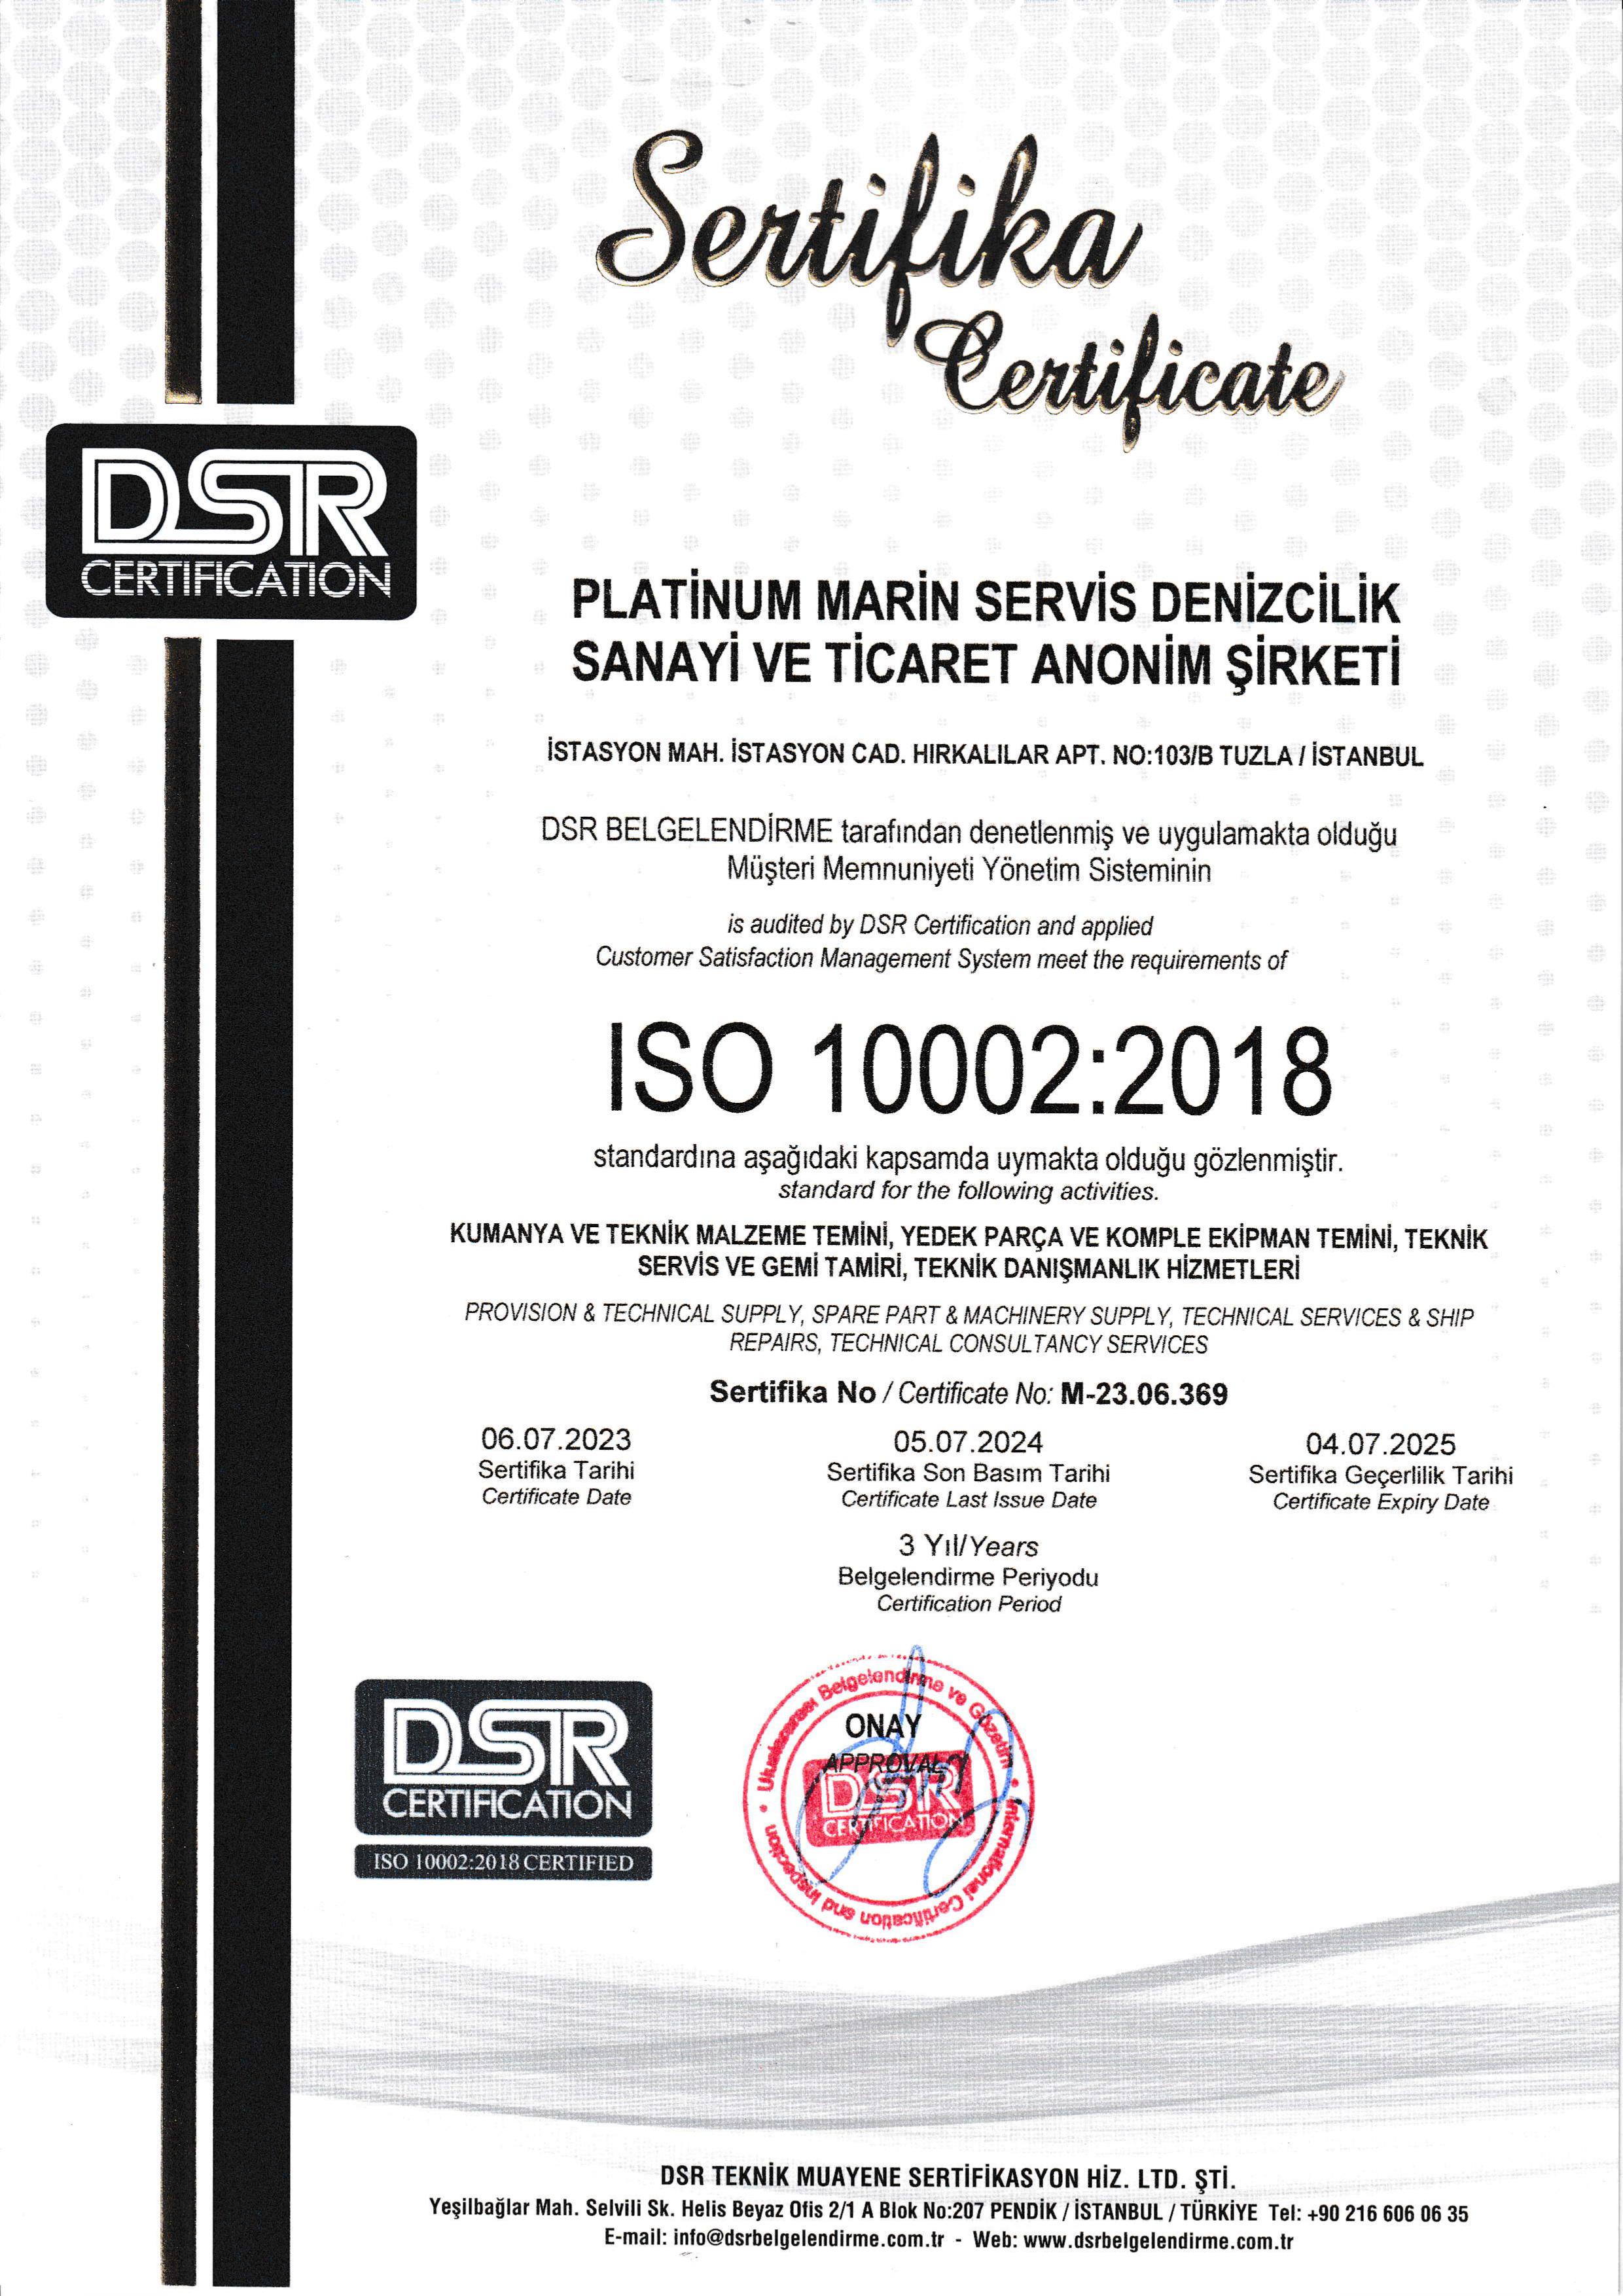 Sertifika
Certificate
DSR
CERTIFICATION
PLATİNUM MARİN SERVİS DENİZCİLİK
SANAYİ VE TİCARET ANONİM ŞİRKETİ
İSTASYON MAH. İSTASYON CAD. HIRKALILAR APT. NO:103/B TUZLA / İSTANBUL
DSR BELGELENDİRME tarafından denetlenmiş ve uygulamakta olduğu
Müşteri Memnuniyeti Yönetim Sisteminin
is audited by DSR Certification and applied
Customer Satisfaction Management System meet the requirements of
ISO 10002:2018
standardına aşağıdaki kapsamda uymakta olduğu gözlenmiştir.
standard for the following activities.
KUMANYA VE TEKNİK MALZEME TEMİNİ, YEDEK PARÇA VE KOMPLE EKİPMAN TEMİNİ, TEKNİK
SERVİS VE GEMİ TAMİRİ, TEKNİK DANIŞMANLIK HİZMETLERİ
PROVISION & TECHNICAL SUPPLY, SPARE PART & MACHINERY SUPPLY, TECHNICAL SERVICES & SHIP
REPAIRS, TECHNICAL CONSULTANCY SERVICES
Sertifika No / Certificate No: M-23.06.369
06.07.2023
Sertifika Tarihi
Certificate Date
05.07.2024
Sertifika Son Basım Tarihi
Certificate Last Issue Date
04.07.2025
Sertifika Geçerlilik Tarihi
Certificate Expiry Date
3 Yıl/Years
Belgelendirme Periyodu
Certification Period
DSR
CERTIFICATION
ISO 10002:2018 CERTIFIED
Uluslararası Belgelendirme ve Gözetim • International Certification and Inspection •
ONAY
APPROVAL
DSR
CERTIFICATION
DSR TEKNİK MUAYENE SERTİFİKASYON HİZ. LTD. ŞTİ.
Yeşilbağlar Mah. Selvili Sk. Helis Beyaz Ofis 2/1 A Blok No:207 PENDİK / İSTANBUL / TÜRKİYE Tel: +90 216 606 06 35
E-mail: info@dsrbelgelendirme.com.tr - Web: www.dsrbelgelendirme.com.tr